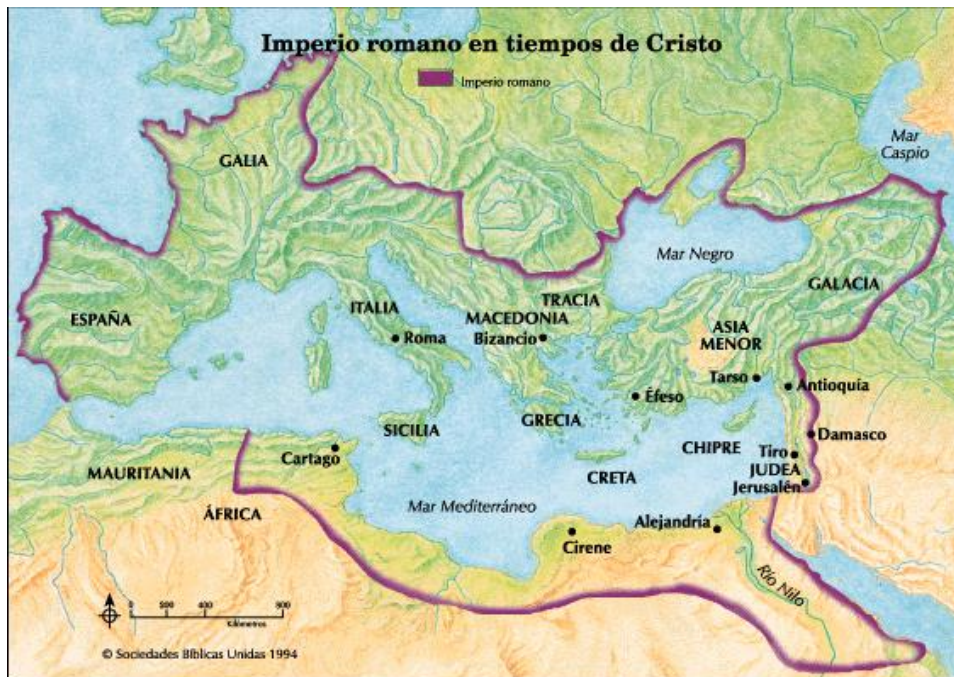 Imperio romano en tiempos de Cristo
Imperio romano
Mar
Caspio
GALIA
Mar Negro
GALACIA
ESPAÑA
ITALIA
Roma
TRACIA
MACEDONIA
Bizancio
ASIA
MENOR
Tarso
Antioquía
Éfeso
GRECIA
SICILIA
Cartago
CHIPRE
Damasco
Tiro
JUDEA
Jerusalén
MAURITANIA
CRETA
ÁFRICA
Mar Mediterráneo
Alejandría
Cirene
Río Nilo
0 200 400 800
Kilómetros
© Sociedades Bíblicas Unidas 1994